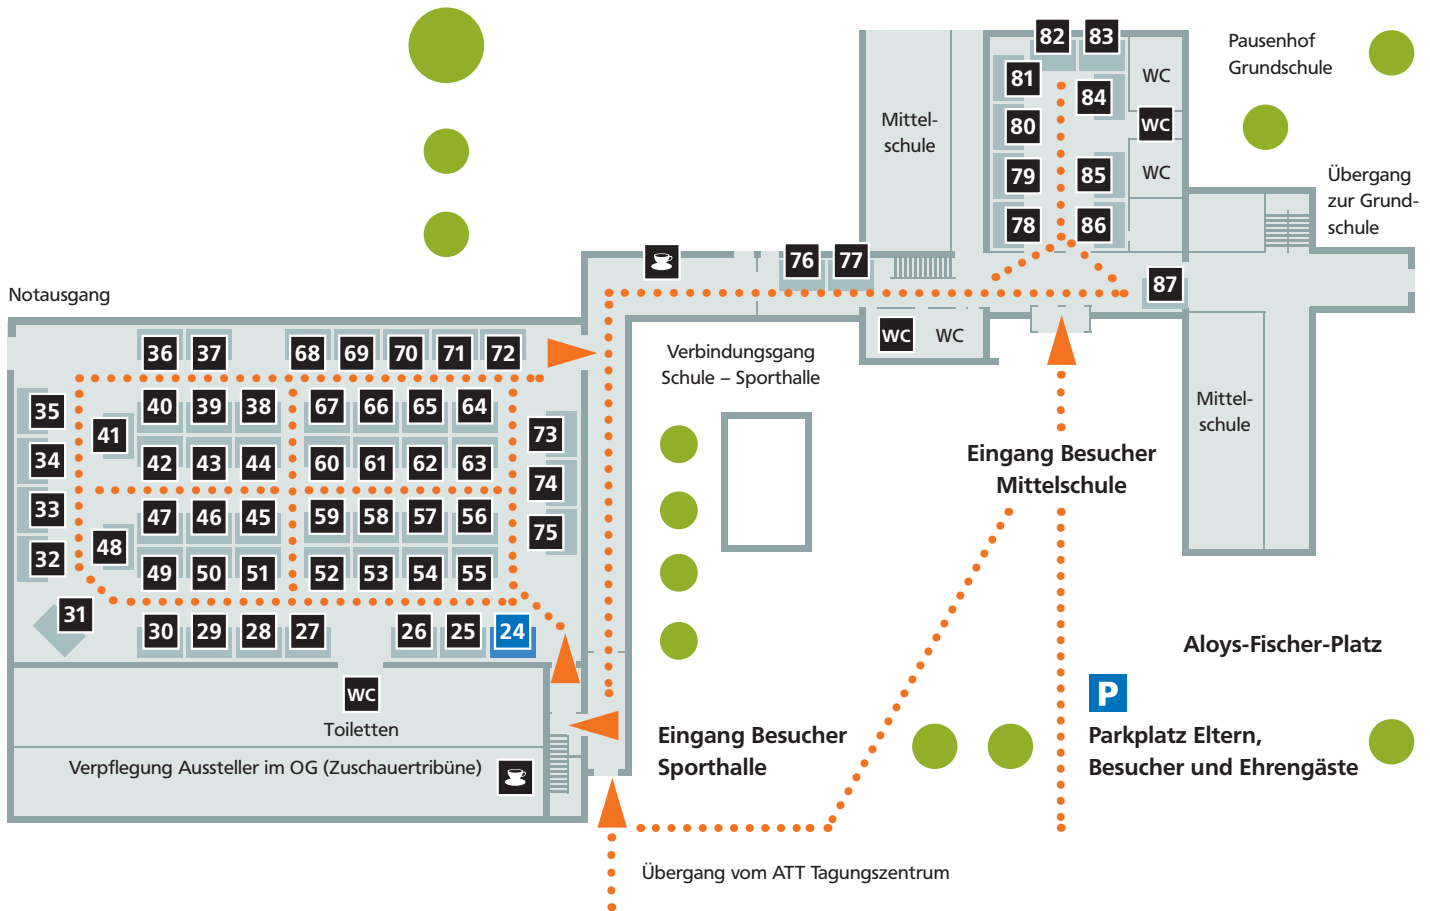 82 83
Pausenhof
Grundschule
81
WC
84
80
WC
Mittel-
schule
79
85
WC
Übergang
zur Grund-
schule
78
86
76 77
87
Notausgang
WC WC
36 37 68 69 70 71 72
Verbindungsgang
Schule – Sporthalle
35
40 39 38 67 66 65 64
41
73
Mittel-
schule
34
42 43 44 60 61 62 63
74
Eingang Besucher
Mittelschule
33
47 46 45 59 58 57 56
75
32
48
49 50 51 52 53 54 55
31
30 29 28 27 26 25 24
Aloys-Fischer-Platz
WC
Toiletten
P
Eingang Besucher
Sporthalle
Parkplatz Eltern,
Besucher und Ehrengäste
Verpflegung Aussteller im OG (Zuschauertribüne)
Übergang vom ATT Tagungszentrum